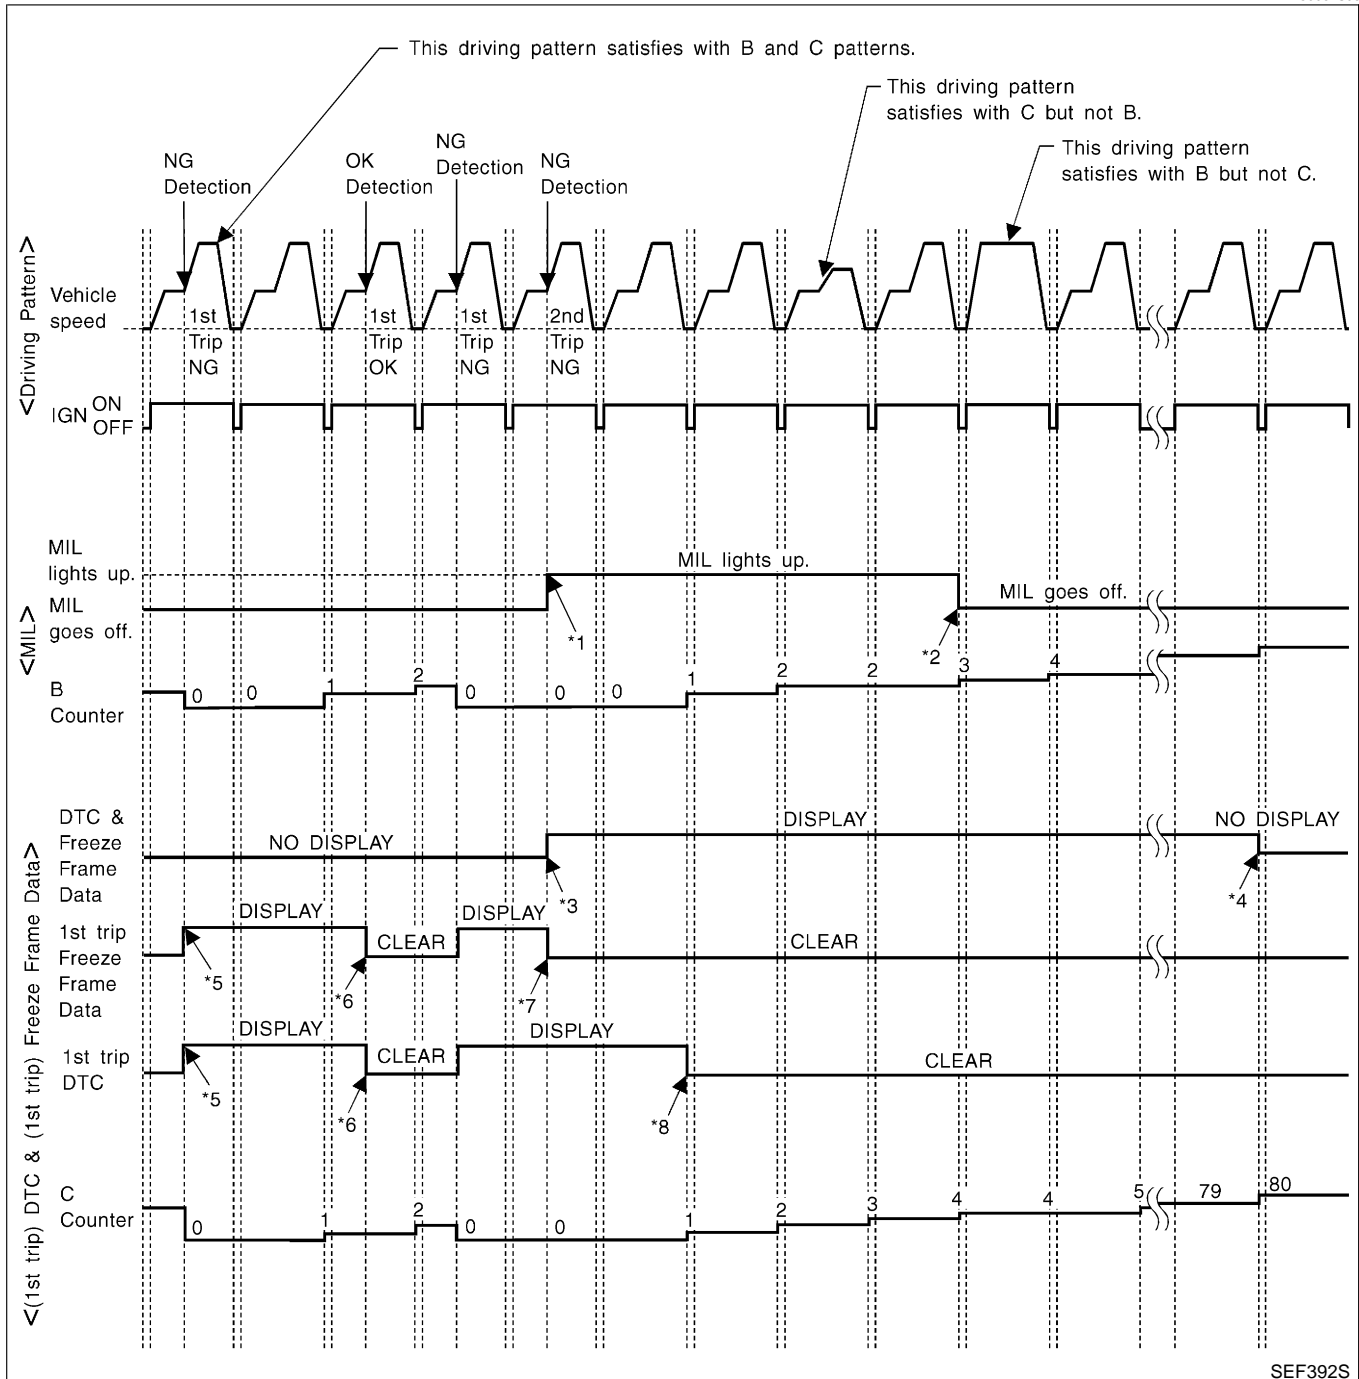 This driving pattern satisfies with B and C patterns.
This driving pattern
satisfies with C but not B.
This driving pattern
satisfies with B but not C.
NG
Detection
OK
Detection
NG
Detection
NG
Detection
<Driving Pattern>
Vehicle
speed
1st
Trip
NG
1st
Trip
OK
1st
Trip
NG
2nd
Trip
NG
IGN ON
OFF
<MIL>
MIL
lights up.
MIL lights up.
MIL
goes off.
MIL goes off.
*1
*2
B
Counter
0 0 1 2 0 0 0 1 2 2 3 4
<(1st trip) DTC & (1st trip) Freeze Frame Data>
DTC &
Freeze
Frame
Data
NO DISPLAY
DISPLAY
NO DISPLAY
*3
*4
1st trip
Freeze
Frame
Data
DISPLAY
CLEAR
DISPLAY
CLEAR
*5
*6
*7
1st trip
DTC
DISPLAY
CLEAR
DISPLAY
CLEAR
*5
*6
*8
C
Counter
0 1 2 0 0 1 2 3 4 4 5 79 80
SEF392S